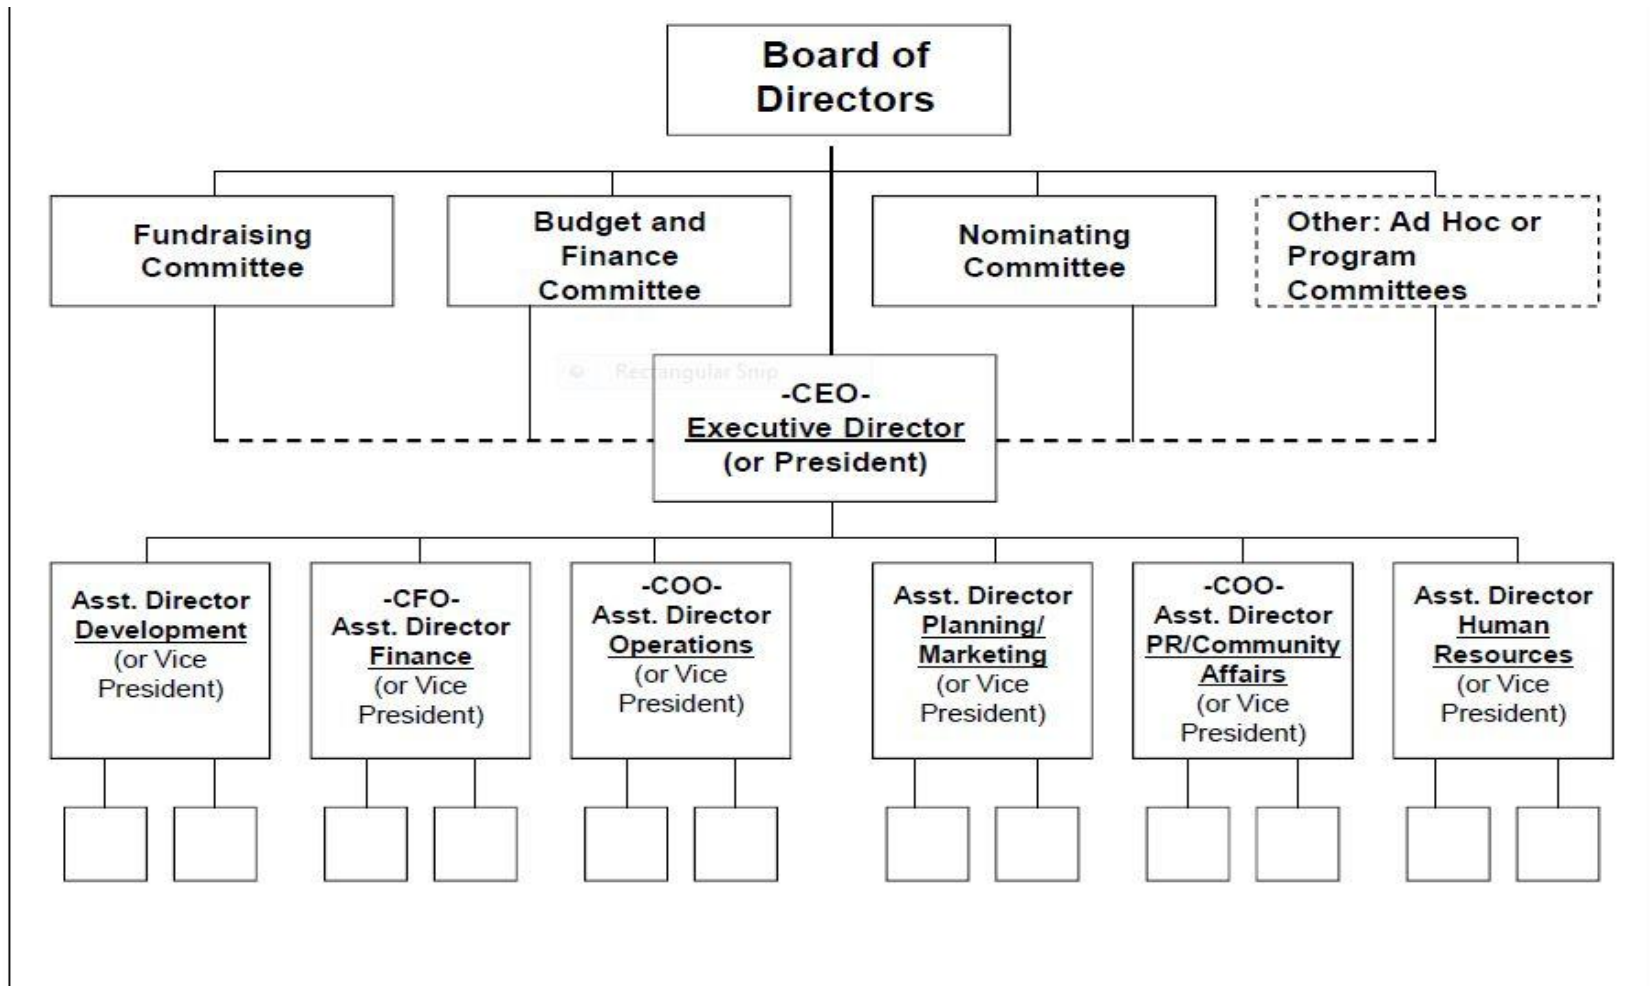 Board of
Directors
Fundraising
Committee
Budget and
Finance
Committee
Nominating
Committee
Other: Ad Hoc or
Program
Committees
Rectangular Snip
-CEO-
Executive Director
(or President)
Asst. Director
Development
(or Vice
President)
-CFO-
Asst. Director
Finance
(or Vice
President)
-COO-
Asst. Director
Operations
(or Vice
President)
Asst. Director
Planning/
Marketing
(or Vice
President)
-COO-
Asst. Director
PR/Community
Affairs
(or Vice
President)
Asst. Director
Human
Resources
(or Vice
President)